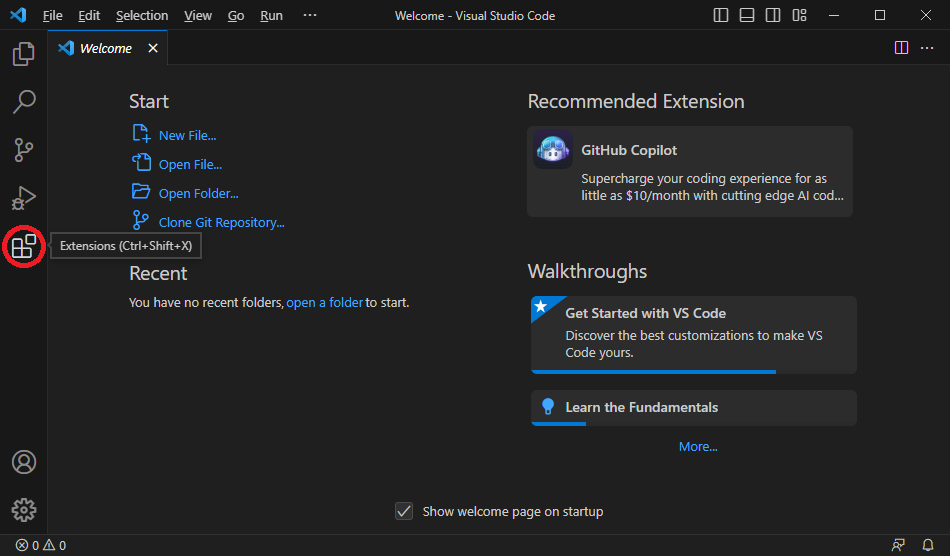 File Edit Selection View Go Run ··· Welcome - Visual Studio Code
Welcome
Start
New File...
Open File...
Open Folder...
Clone Git Repository...
Extensions (Ctrl+Shift+X)
Recent
You have no recent folders, open a folder to start.
Recommended Extension
GitHub Copilot
Supercharge your coding experience for as
little as $10/month with cutting edge AI cod...
Walkthroughs
Get Started with VS Code
Discover the best customizations to make VS
Code yours.
Learn the Fundamentals
More...
Show welcome page on startup
0 0